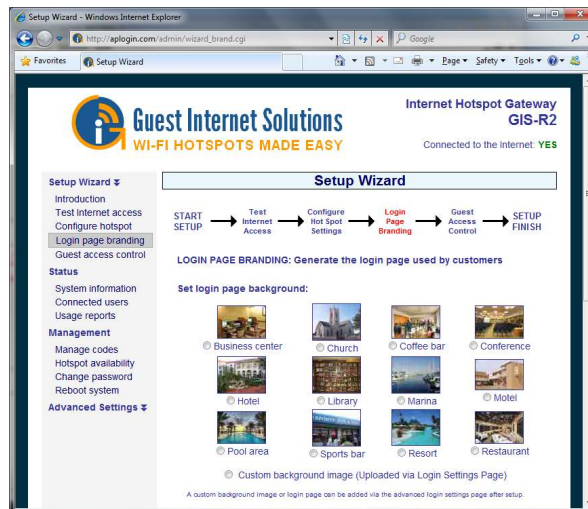 Setup Wizard - Windows Internet Explorer
http://aplogin.com/admin/wizard_brand.cgi
Google
Favorites
Setup Wizard
Page Safety Tools
Guest Internet Solutions
WI-FI HOTSPOTS MADE EASY
Internet Hotspot Gateway
GIS-R2
Connected to the Internet: YES
Setup Wizard
Introduction
Test Internet access
Configure hotspot
Login page branding
Guest access control
Status
System information
Connected users
Usage reports
Management
Manage codes
Hotspot availability
Change password
Reboot system
Advanced Settings
Setup Wizard
START SETUP
Test Internet Access
Configure Hot Spot Settings
Login Page Branding
Guest Access Control
SETUP FINISH
LOGIN PAGE BRANDING: Generate the login page used by customers
Set login page background:
Business center
Church
Coffee bar
Conference
Hotel
Library
Marina
Motel
Pool area
Sports bar
Resort
Restaurant
Custom background image (Uploaded via Login Settings Page)
A custom background image or login page can be added via the advanced login settings page after setup.